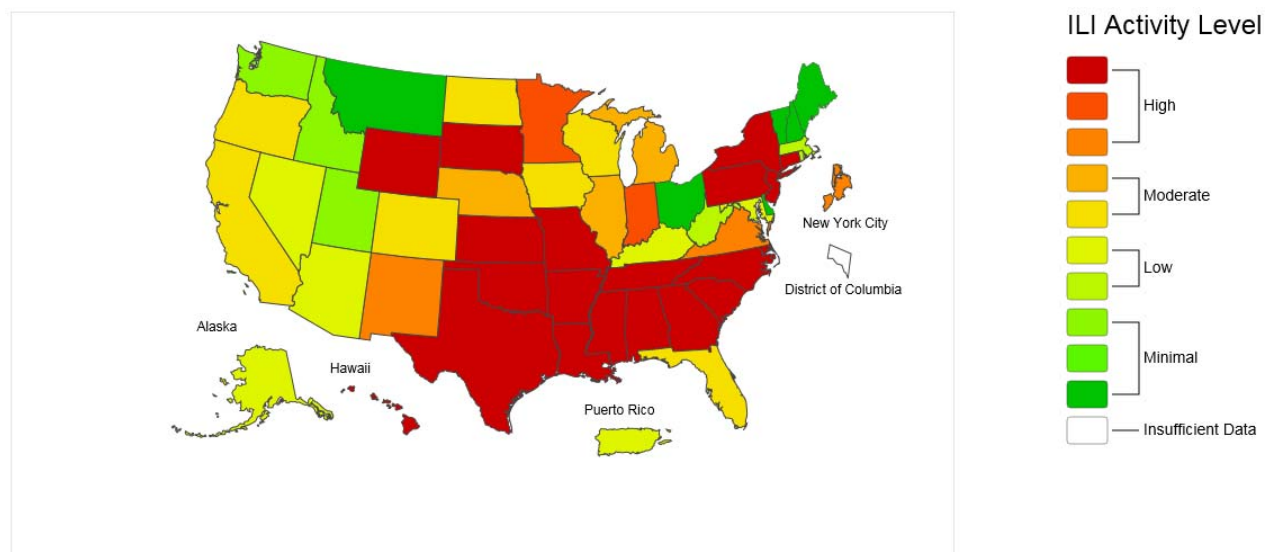 ILI Activity Level
High
Moderate
New York City
Low
District of Columbia
Alaska
Minimal
Hawaii
Puerto Rico
Insufficient Data